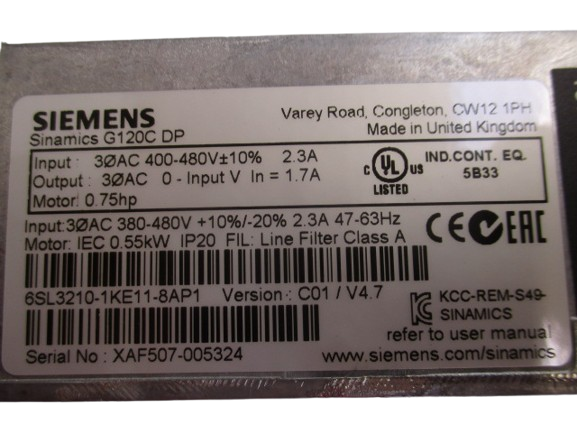 SIEMENS
Varey Road, Congleton, CW12 1PH
Sinamics G120C DP
Made in United Kingdom
Input : 3ØAC 400-480V±10% 2.3A
Output : 3ØAC 0 - Input V In = 1.7A
Motor: 0.75hp
C UL US
LISTED
IND.CONT. EQ.
5B33
Input:3ØAC 380-480V +10%/-20% 2.3A 47-63Hz
Motor: IEC 0.55kW IP20 FIL: Line Filter Class A
CE EAC
6SL3210-1KE11-8AP1 Version : C01 / V4.7
KCC-REM-S49-
SINAMICS
refer to user manual
Serial No : XAF507-005324
www.siemens.com/sinamics